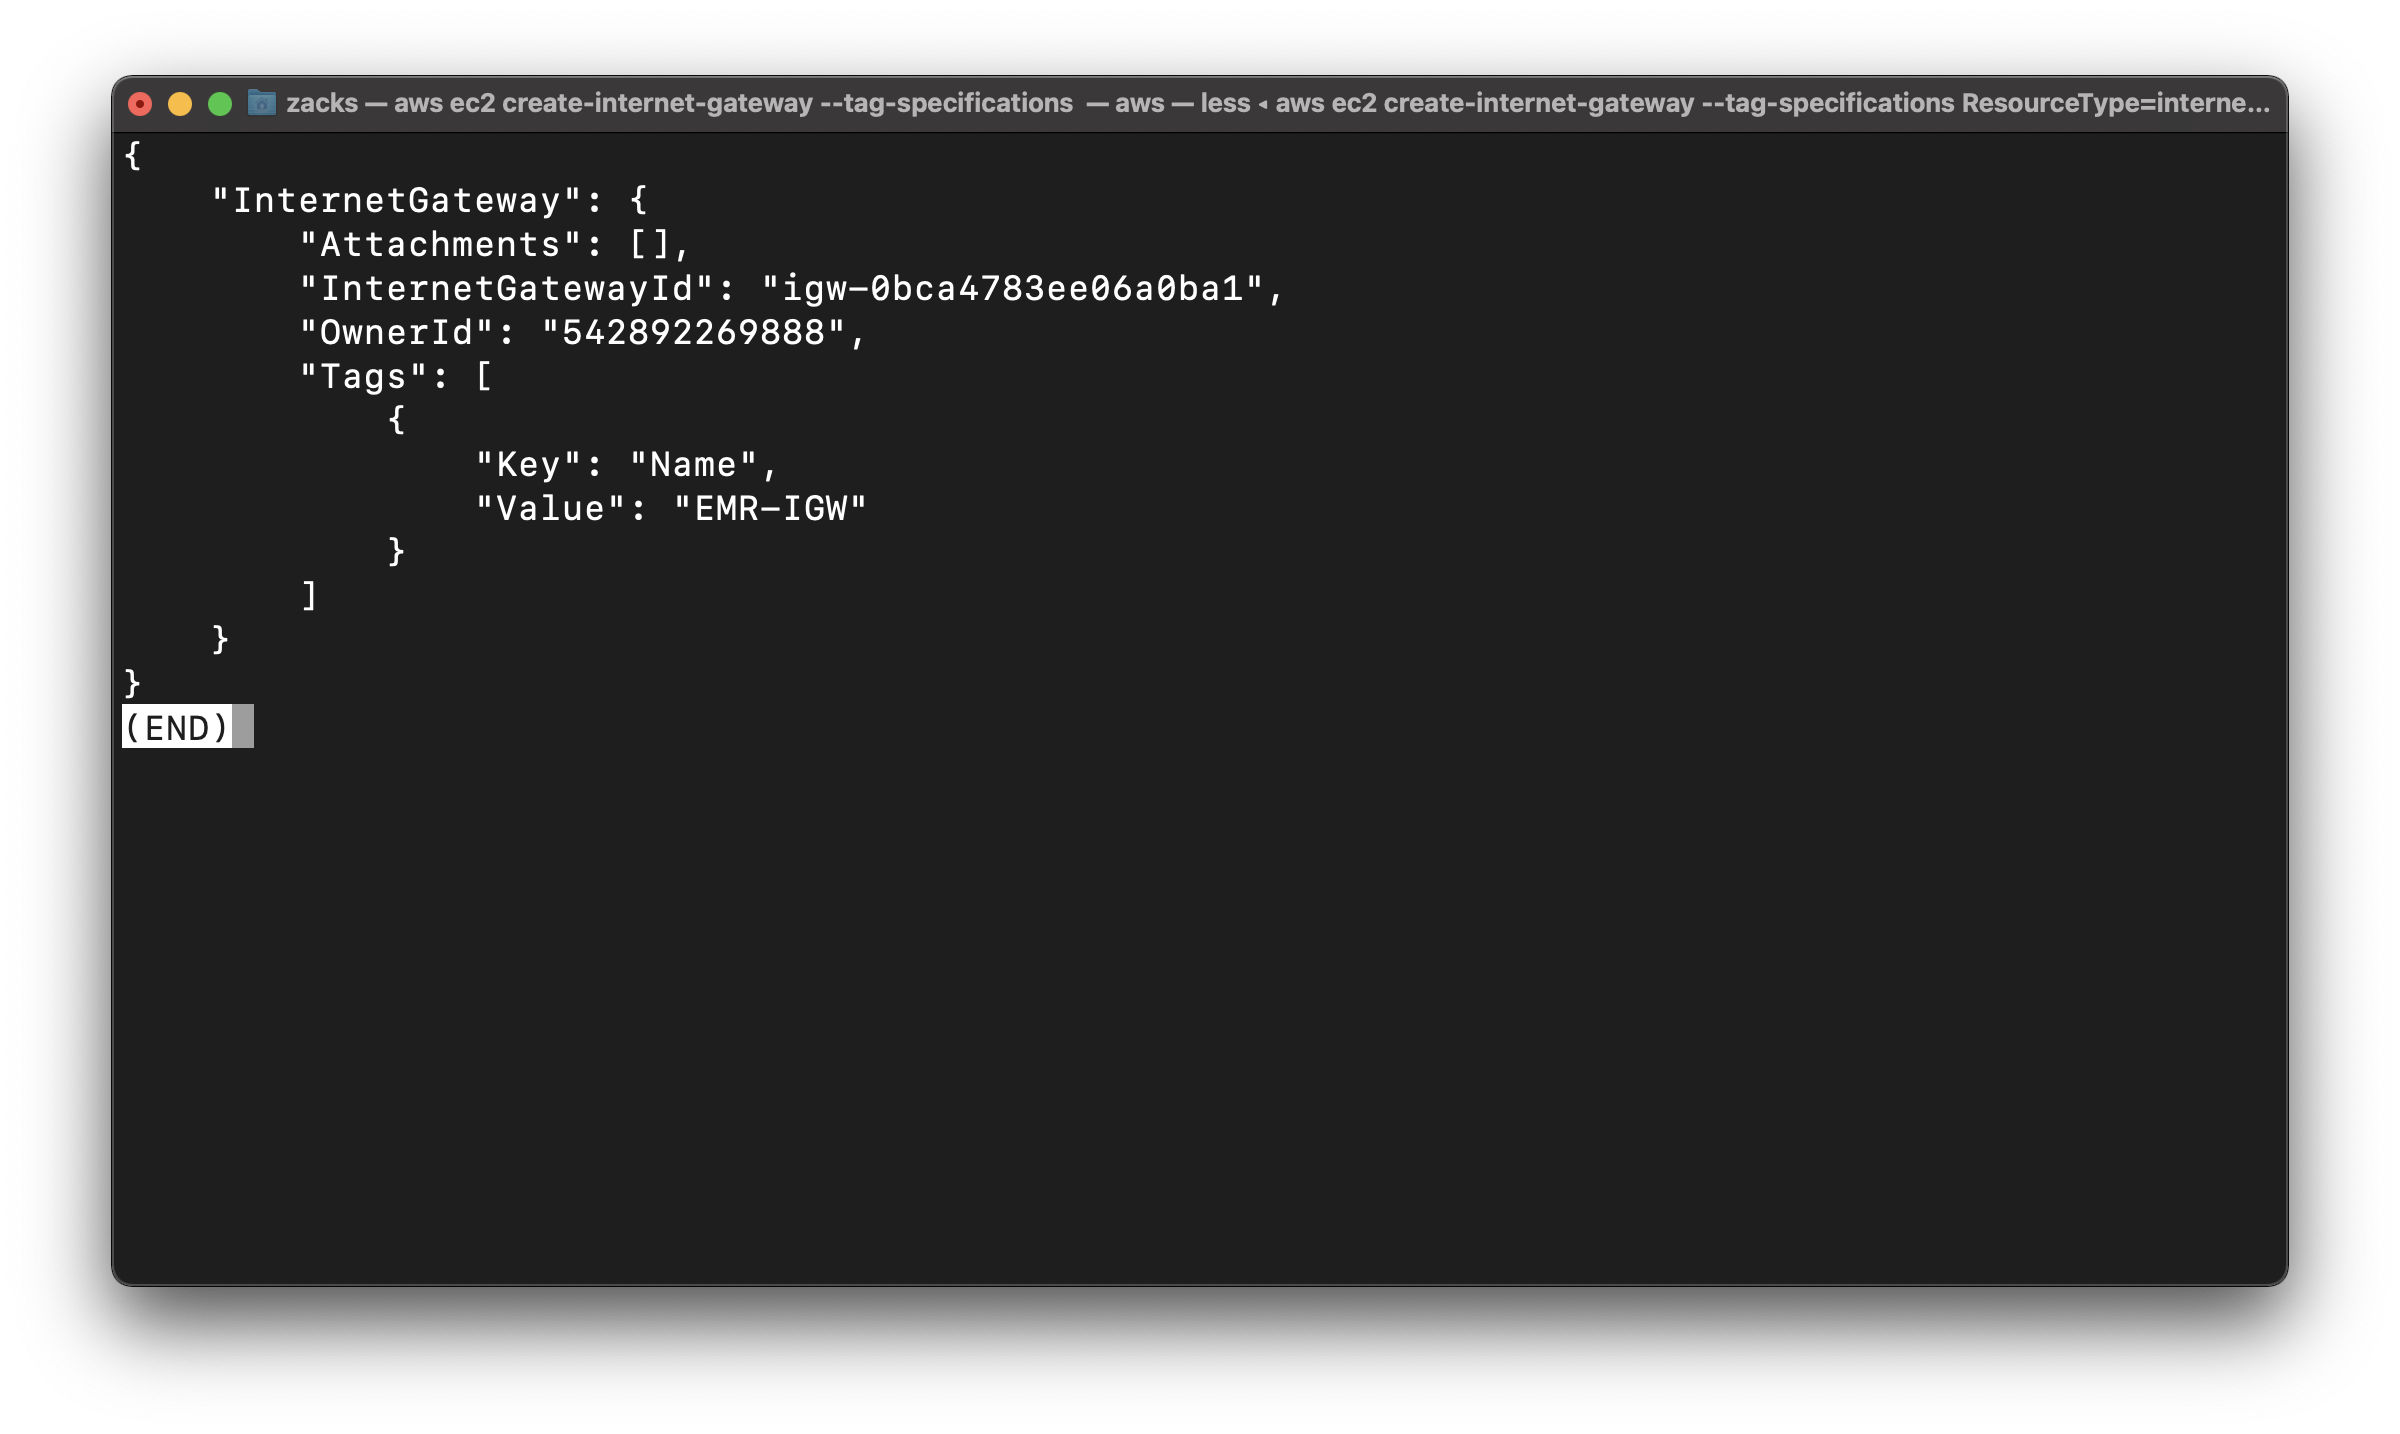 zacks — aws ec2 create-internet-gateway --tag-specifications — aws — less ◂ aws ec2 create-internet-gateway --tag-specifications ResourceType=interne...
{
    "InternetGateway": {
        "Attachments": [],
        "InternetGatewayId": "igw-0bca4783ee06a0ba1",
        "OwnerId": "542892269888",
        "Tags": [
            {
                "Key": "Name",
                "Value": "EMR-IGW"
            }
        ]
    }
}
(END)